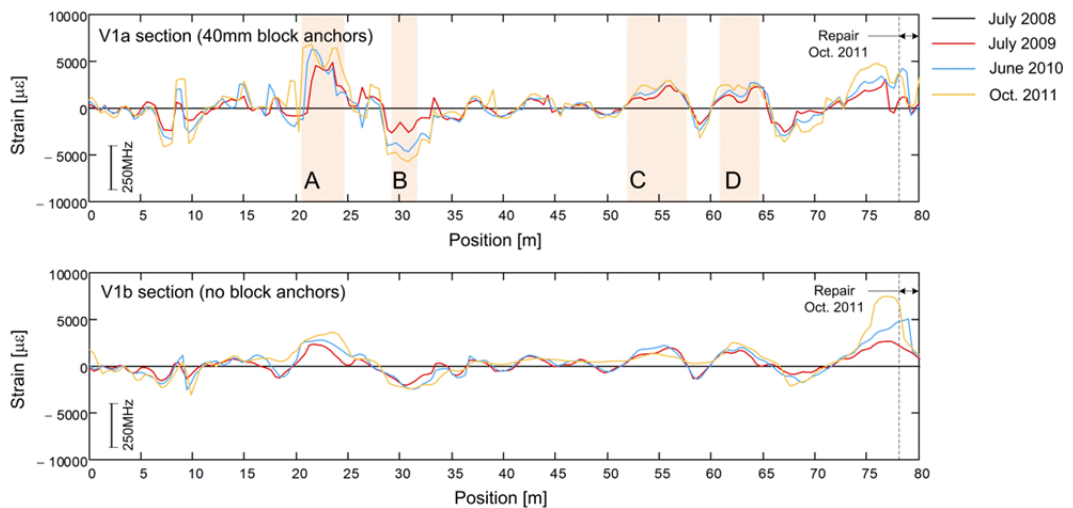 V1a section (40mm block anchors)
Repair
Oct. 2011
July 2008
July 2009
June 2010
Oct. 2011
Strain [με]
10000
5000
0
– 5000
– 10000
250MHz
A
B
C
D
0 5 10 15 20 25 30 35 40 45 50 55 60 65 70 75 80
Position [m]
V1b section (no block anchors)
Repair
Oct. 2011
Strain [με]
10000
5000
0
– 5000
– 10000
250MHz
0 5 10 15 20 25 30 35 40 45 50 55 60 65 70 75 80
Position [m]